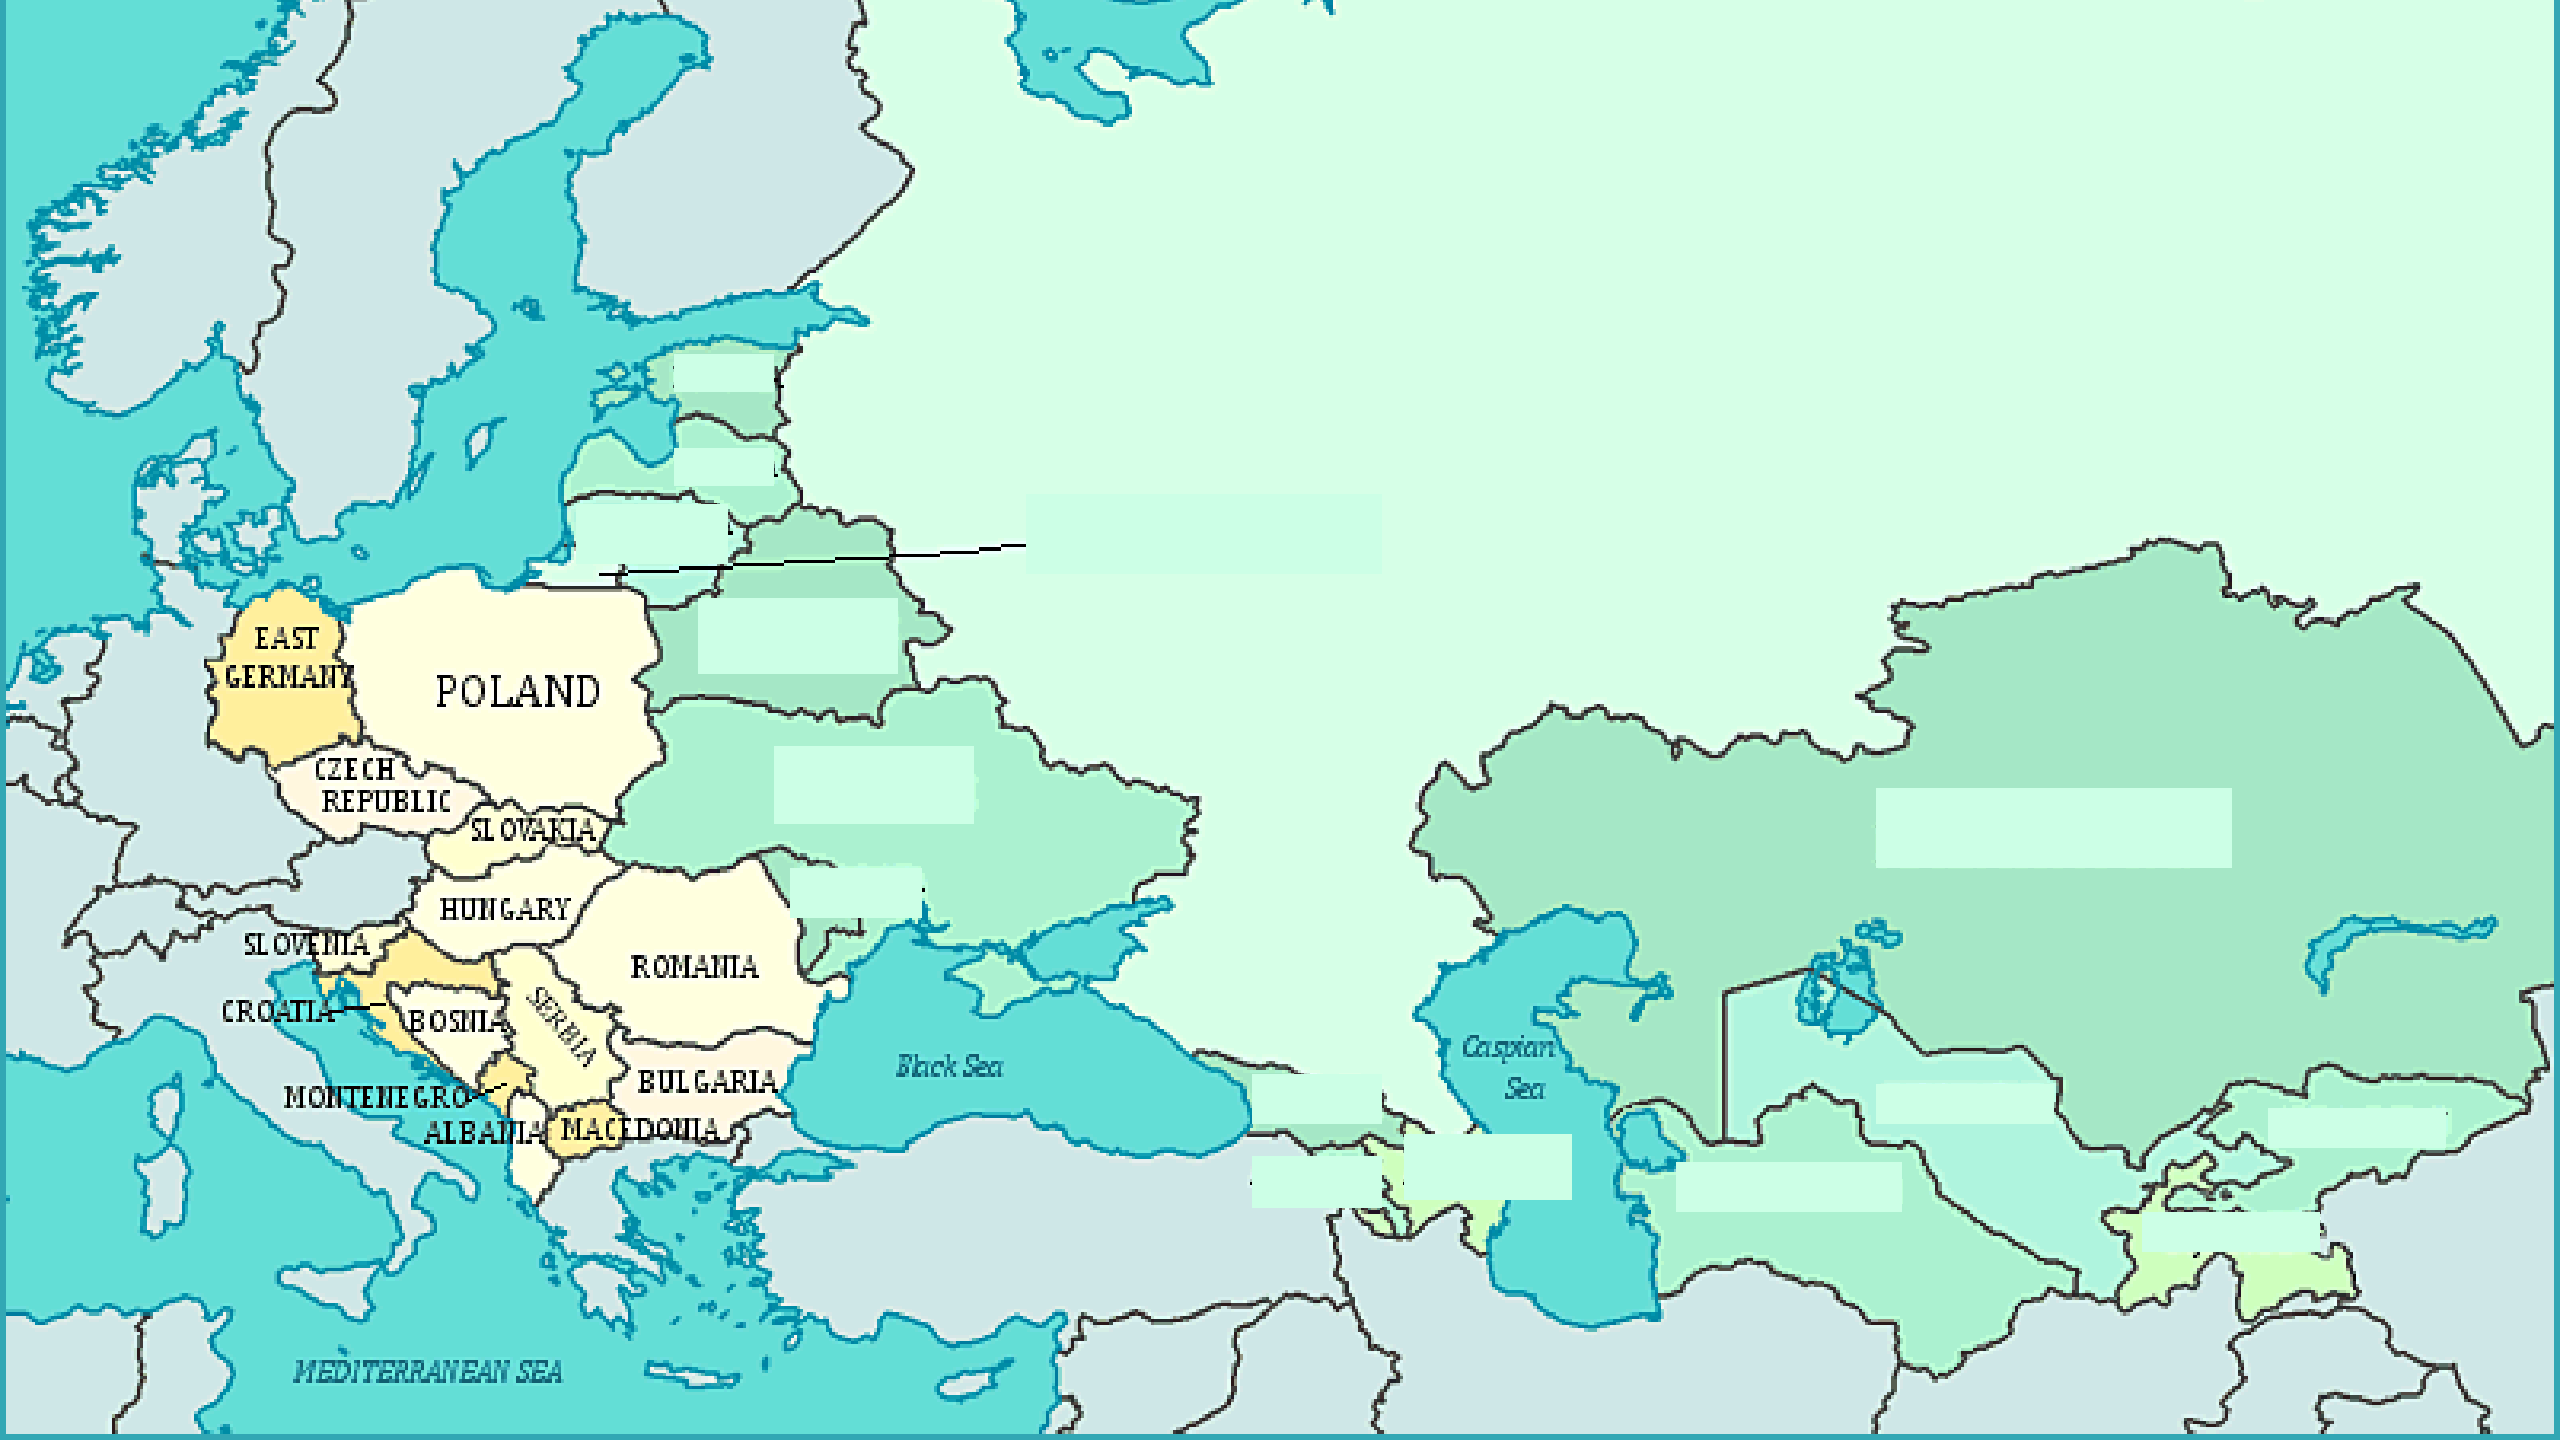 EAST
GERMANY
POLAND
CZECH
REPUBLIC
SLOVAKIA
HUNGARY
SLOVENIA
ROMANIA
CROATIA
BOSNIA
SERBIA
Black Sea
Caspian
Sea
BULGARIA
MONTENEGRO
ALBANIA
MACEDONIA
MEDITERRANEAN SEA